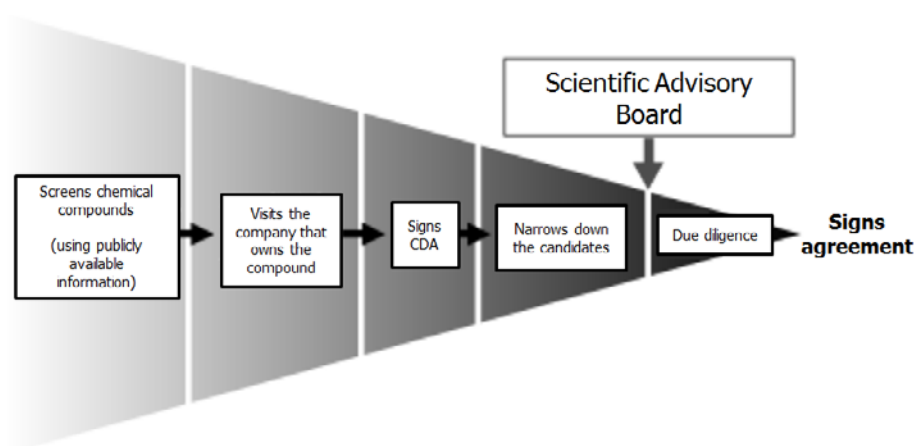 Scientific Advisory
Board
Screens chemical
compounds
(using publicly
available
information)
Visits the
company that
owns the
compound
Signs
CDA
Narrows down
the candidates
Due diligence
Signs
agreement